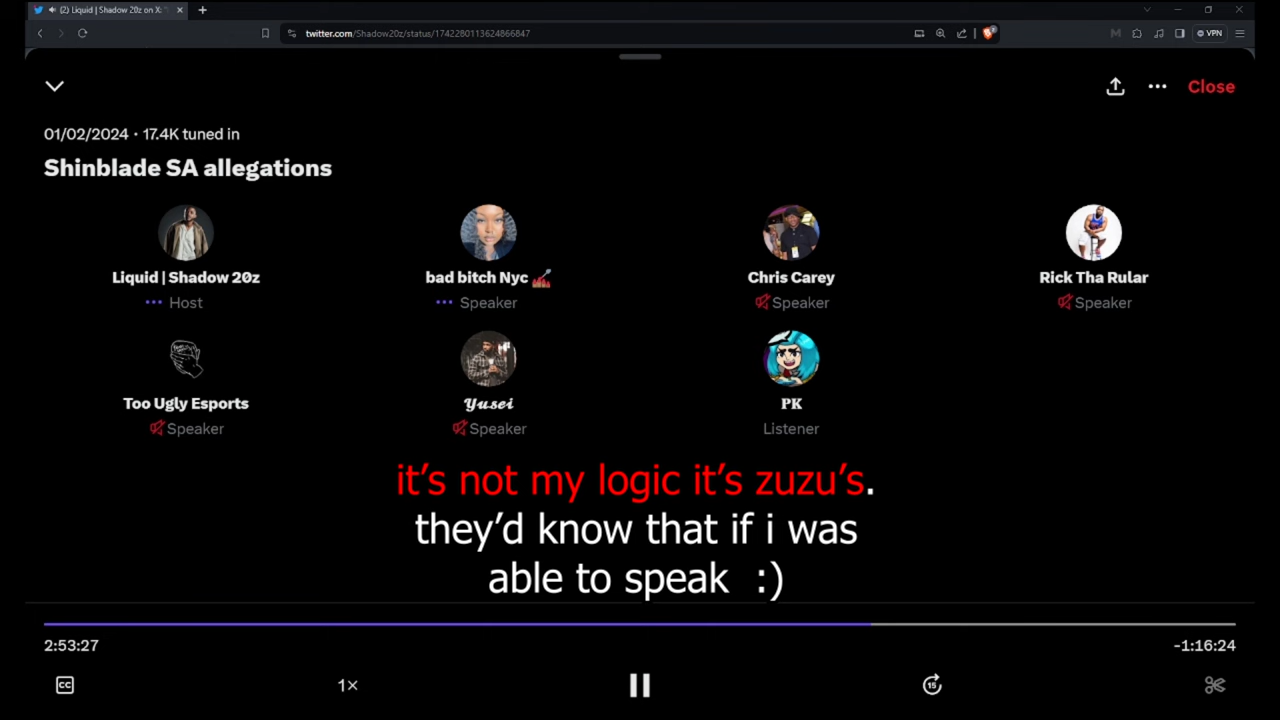 (2) Liquid | Shadow 20z on X: "
twitter.com/Shadow20z/status/1742280113624866847
VPN
Close
01/02/2024 · 17.4K tuned in
Shinblade SA allegations
Liquid | Shadow 20z
Host
bad bitch Nyc
Speaker
Chris Carey
Speaker
Rick Tha Rular
Speaker
Too Ugly Esports
Speaker
𝓨𝓾𝓼𝓮𝓲
Speaker
PK
Listener
it's not my logic it's zuzu's.
they'd know that if i was
able to speak :)
2:53:27
-1:16:24
CC
1×
15